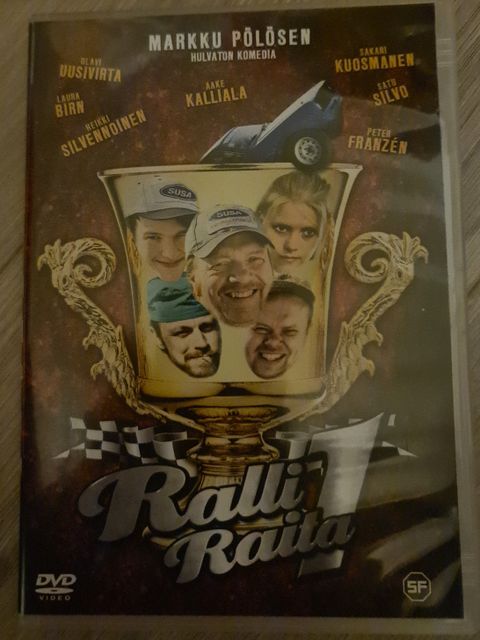 MARKKU PÖLÖSEN
HULVATON KOMEDIA
OLAVI
UUSIVIRTA
SAKARI
KUOSMANEN
LAURA
BIRN
AAKE
KALLIALA
SATU
SILVO
HEIKKI
SILVENNOINEN
PETER
FRANZÉN
SUSA
SUSA
Ralli
Raita 1
DVD
VIDEO
SF